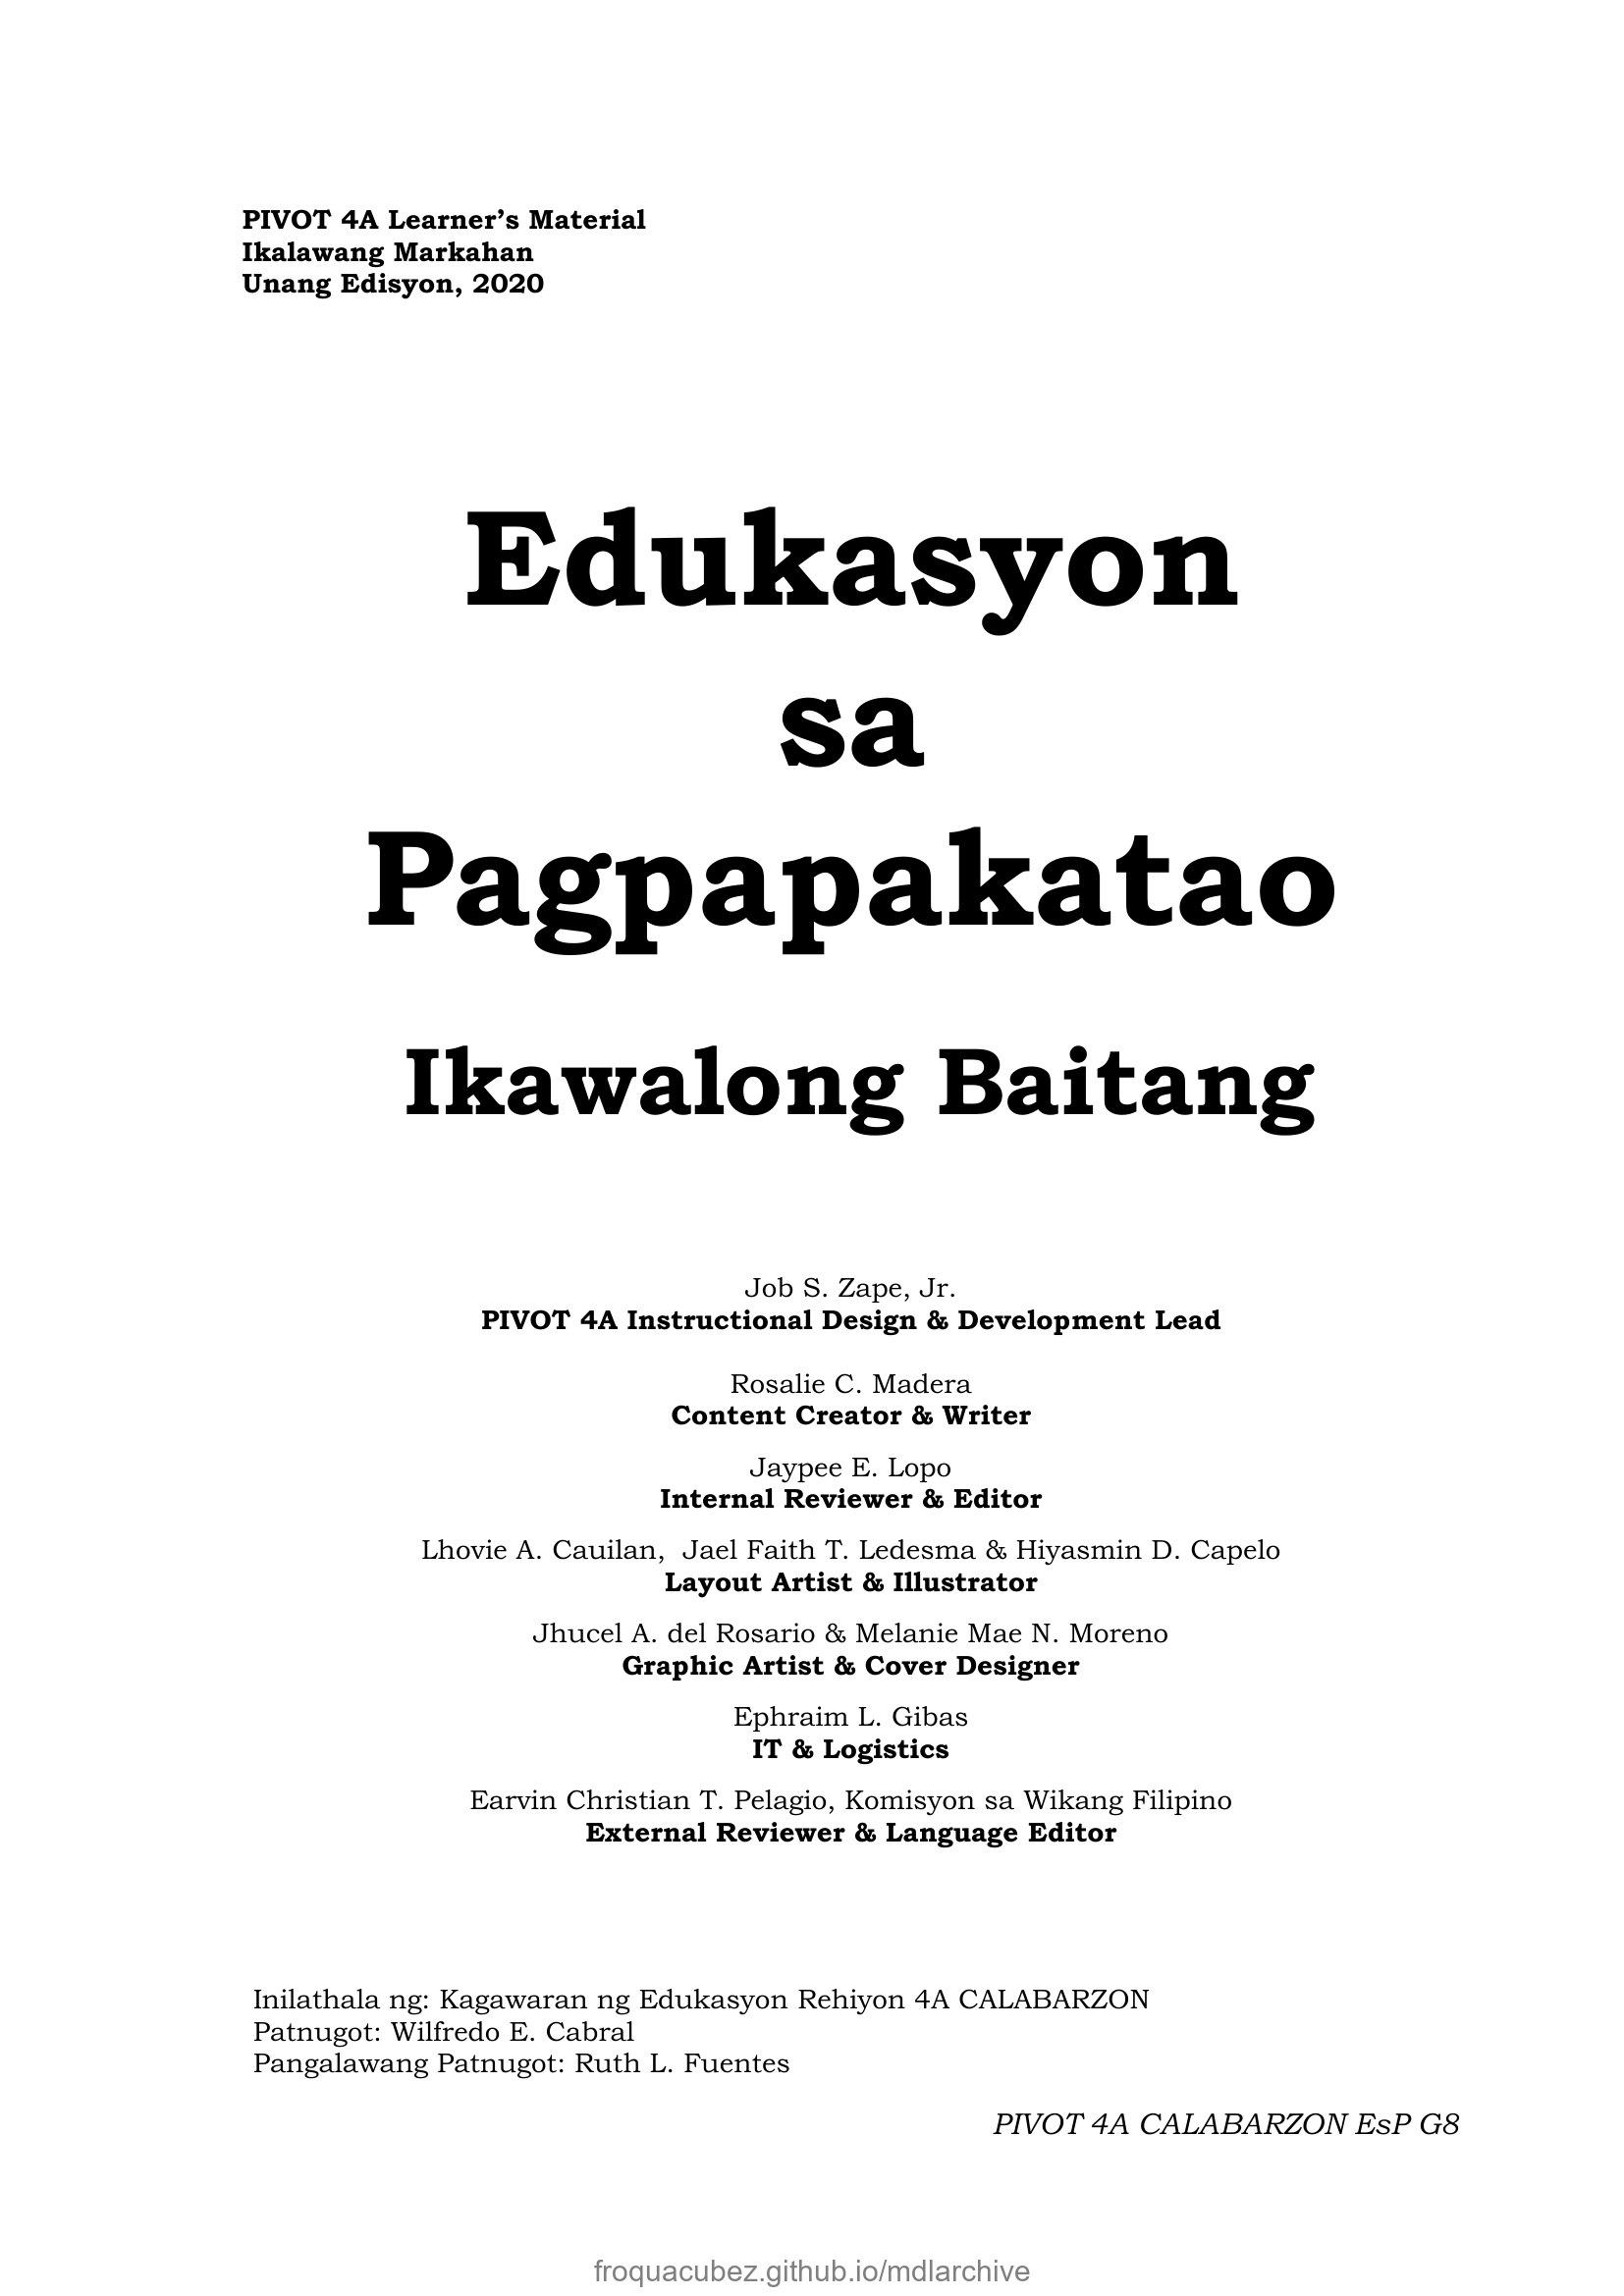 PIVOT 4A Learner’s Material
Ikalawang Markahan
Unang Edisyon, 2020
Edukasyon
sa
Pagpapakatao
Ikawalong Baitang
Job S. Zape, Jr.
PIVOT 4A Instructional Design & Development Lead
Rosalie C. Madera
Content Creator & Writer
Jaypee E. Lopo
Internal Reviewer & Editor
Lhovie A. Cauilan, Jael Faith T. Ledesma & Hiyasmin D. Capelo
Layout Artist & Illustrator
Jhucel A. del Rosario & Melanie Mae N. Moreno
Graphic Artist & Cover Designer
Ephraim L. Gibas
IT & Logistics
Earvin Christian T. Pelagio, Komisyon sa Wikang Filipino
External Reviewer & Language Editor
Inilathala ng: Kagawaran ng Edukasyon Rehiyon 4A CALABARZON
Patnugot: Wilfredo E. Cabral
Pangalawang Patnugot: Ruth L. Fuentes
PIVOT 4A CALABARZON EsP G8
froquacubez.github.io/mdlarchive